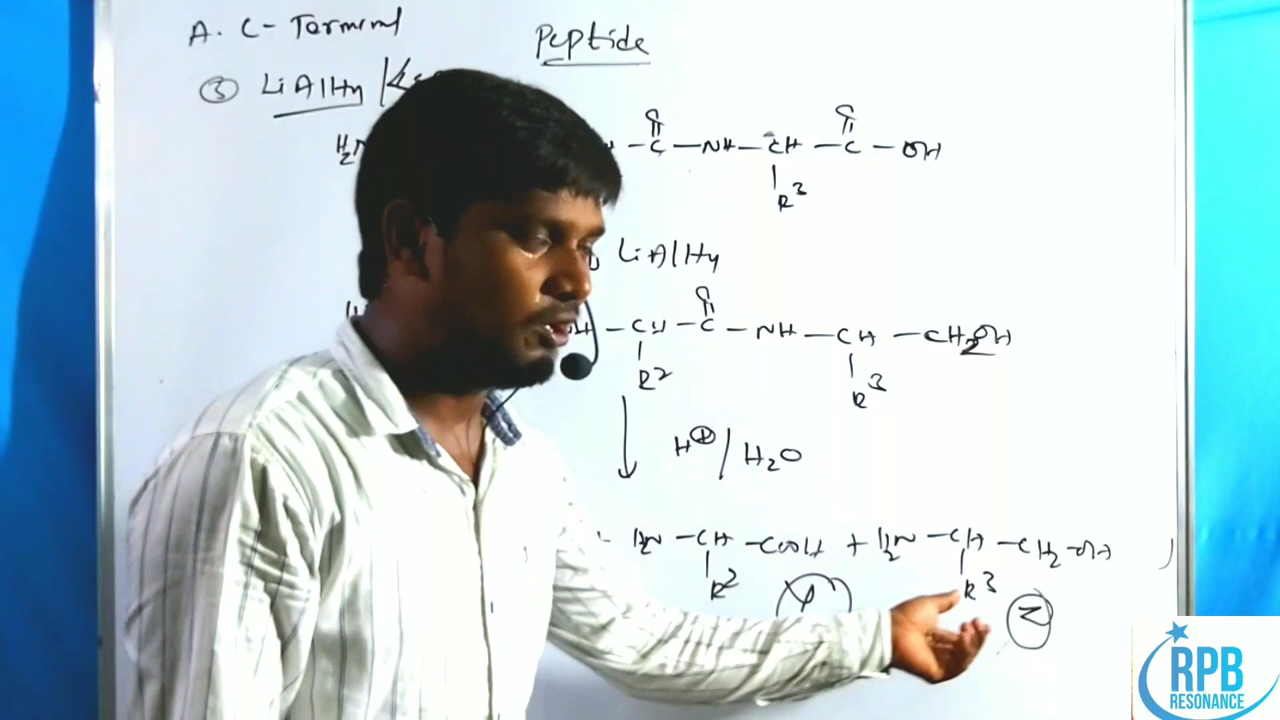 A. C- Terminal
Peptide
③ LiAlH4 /
H2N
O O
- C - NH - CH - C - OH
R3
LiAlH4
O
CH - C - NH - CH - CH2OH
R2 R3
H⊕ / H2O
H2N - CH - COOH + H2N - CH - CH2-OH
R2 R3
Y Z
RPB
RESONANCE